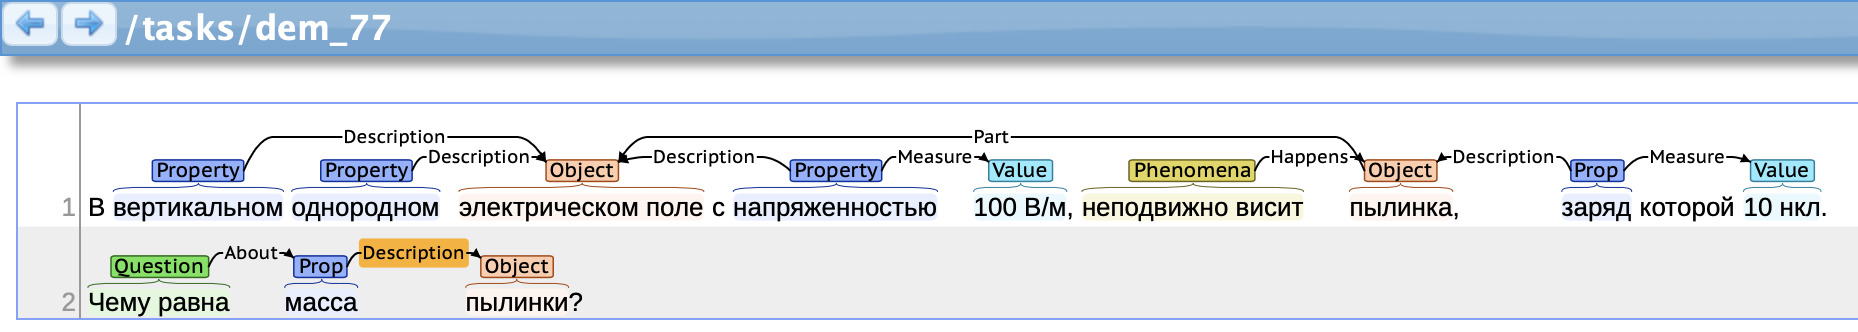 /tasks/dem_77
Description Part
Description Description Measure Happens Description Measure
Property Property Object Property Value Phenomena Object Prop Value
1 В вертикальном однородном электрическом поле с напряженностью 100 В/м, неподвижно висит пылинка, заряд которой 10 нкл.
About Description
Question Prop Object
2 Чему равна масса пылинки?